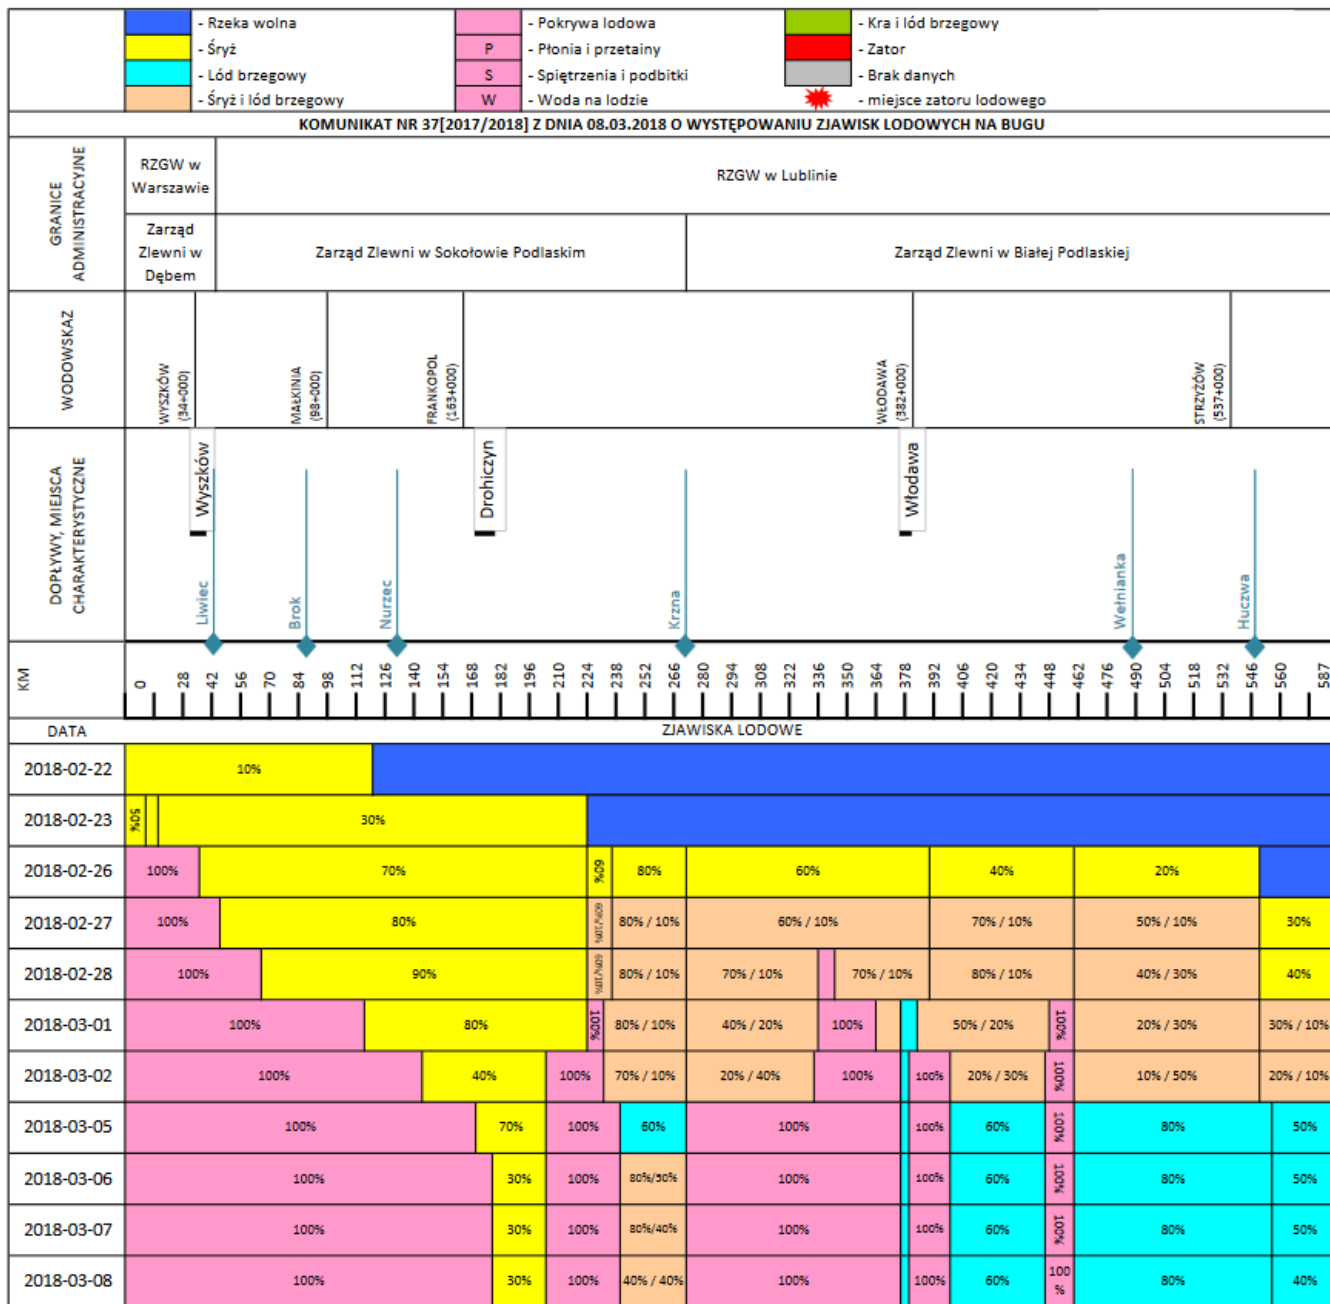 - Rzeka wolna
- Śryż
- Lód brzegowy
- Śryż i lód brzegowy
- Pokrywa lodowa
P - Płonia i przetainy
S - Spiętrzenia i podbitki
W - Woda na lodzie
- Kra i lód brzegowy
- Zator
- Brak danych
- miejsce zatoru lodowego
KOMUNIKAT NR 37[2017/2018] Z DNIA 08.03.2018 O WYSTĘPOWANIU ZJAWISK LODOWYCH NA BUGU
GRANICE
ADMINISTRACYJNE
RZGW w
Warszawie
RZGW w Lublinie
Zarząd
Zlewni w
Dębem
Zarząd Zlewni w Sokołowie Podlaskim
Zarząd Zlewni w Białej Podlaskiej
WODOWSKAZ
WYSZKÓW
(34+000)
MAŁKINIA
(98+000)
FRANKOPOL
(163+000)
WŁODAWA
(382+000)
STRZYŻÓW
(537+000)
DOPŁYWY, MIEJSCA
CHARAKTERYSTYCZNE
Wyszków
Drohiczyn
Włodawa
Liwiec
Brok
Nurzec
Krzna
Wełnianka
Huczwa
KM
0 28 42 56 70 84 98 112 126 140 154 168 182 196 210 224 238 252 266 280 294 308 322 336 350 364 378 392 406 420 434 448 462 476 490 504 518 532 546 560 587
DATA ZJAWISKA LODOWE
2018-02-22 10%
2018-02-23 50% 30%
2018-02-26 100% 70% 60% 80% 60% 40% 20%
2018-02-27 100% 80% 60%/10% 80% / 10% 60% / 10% 70% / 10% 50% / 10% 30%
2018-02-28 100% 90% 60%/10% 80% / 10% 70% / 10% 70% / 10% 80% / 10% 40% / 30% 40%
2018-03-01 100% 80% 100% 80% / 10% 40% / 20% 100% 50% / 20% 100% 20% / 30% 30% / 10%
2018-03-02 100% 40% 100% 70% / 10% 20% / 40% 100% 100% 20% / 30% 100% 10% / 50% 20% / 10%
2018-03-05 100% 70% 100% 60% 100% 100% 60% 100% 80% 50%
2018-03-06 100% 30% 100% 80%/30% 100% 100% 60% 100% 80% 50%
2018-03-07 100% 30% 100% 80%/40% 100% 100% 60% 100% 80% 50%
2018-03-08 100% 30% 100% 40% / 40% 100% 100% 60% 100 % 80% 40%